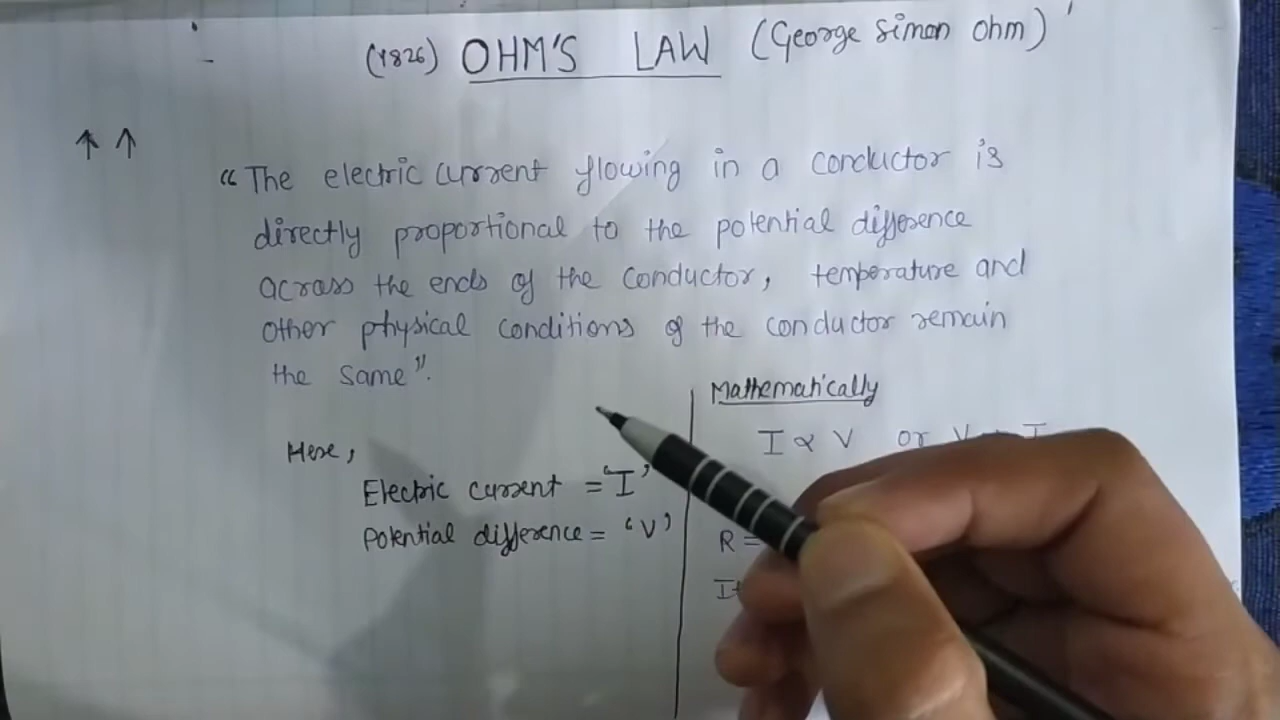 (1826) OHM'S LAW (George Simon Ohm)
↑ ↑
"The electric current flowing in a conductor is
directly proportional to the potential difference
across the ends of the conductor, temperature and
other physical conditions of the conductor remain
the same".
Here,
Electric current = 'I'
Potential difference = 'V'
Mathematically
I ∝ V or V I
R =